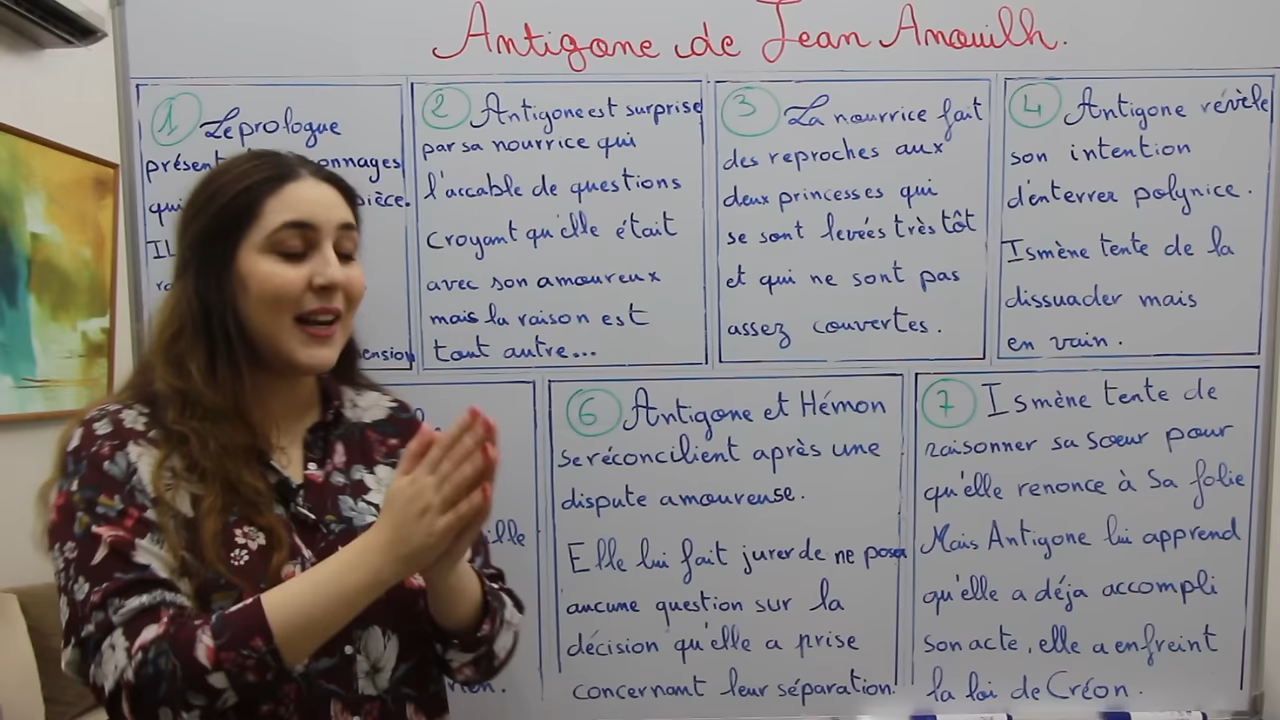 Antigone de Jean Anouilh.
1 Le prologue
présent onnages
qui pièce.
IL
ension
2 Antigone est surprise
par sa nourrice qui
l'accable de questions
croyant qu'elle était
avec son amoureux
mais la raison est
tout autre...
3 La nourrice fait
des reproches aux
deux princesses qui
se sont levées très tôt
et qui ne sont pas
assez couvertes.
4 Antigone révèle
son intention
d'enterrer polynice.
Ismène tente de la
dissuader mais
en vain.
ille
6 Antigone et Hémon
se réconcilient après une
dispute amoureuse.
Elle lui fait jurer de ne poser
aucune question sur la
décision qu'elle a prise
concernant leur séparation.
7 Ismène tente de
raisonner sa sœur pour
qu'elle renonce à sa folie
Mais Antigone lui apprend
qu'elle a déja accompli
son acte, elle a enfreint
la loi de Créon.